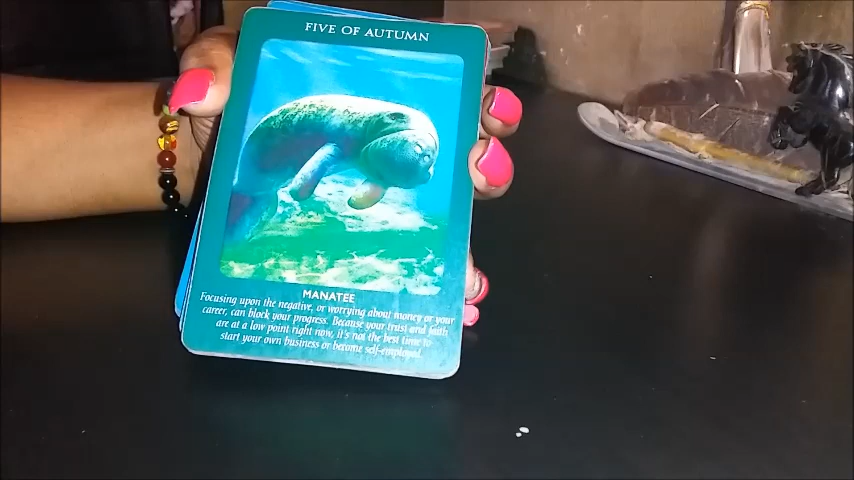 FIVE OF AUTUMN
MANATEE
Focusing upon the negative, or worrying about money or your
career, can block your progress. Because your trust and faith
are at a low point right now, it's not the best time to
start your own business or become self-employed.